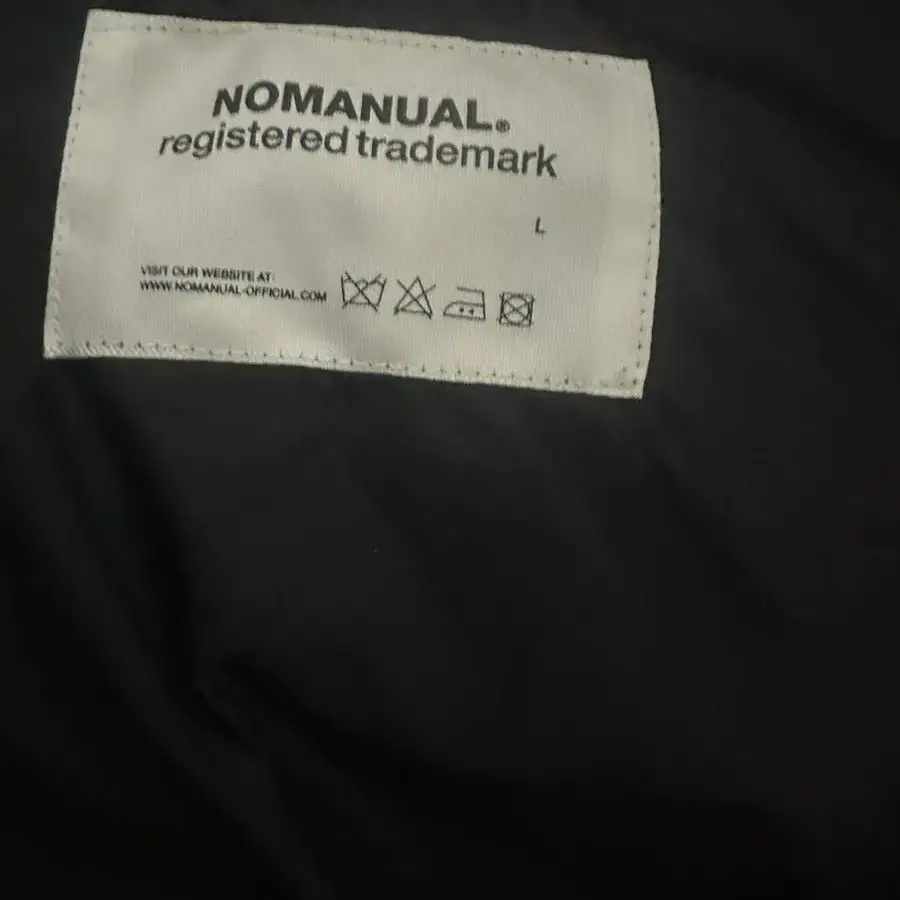 NOMANUAL®
registered trademark
L
VISIT OUR WEBSITE AT:
WWW.NOMANUAL-OFFICIAL.COM